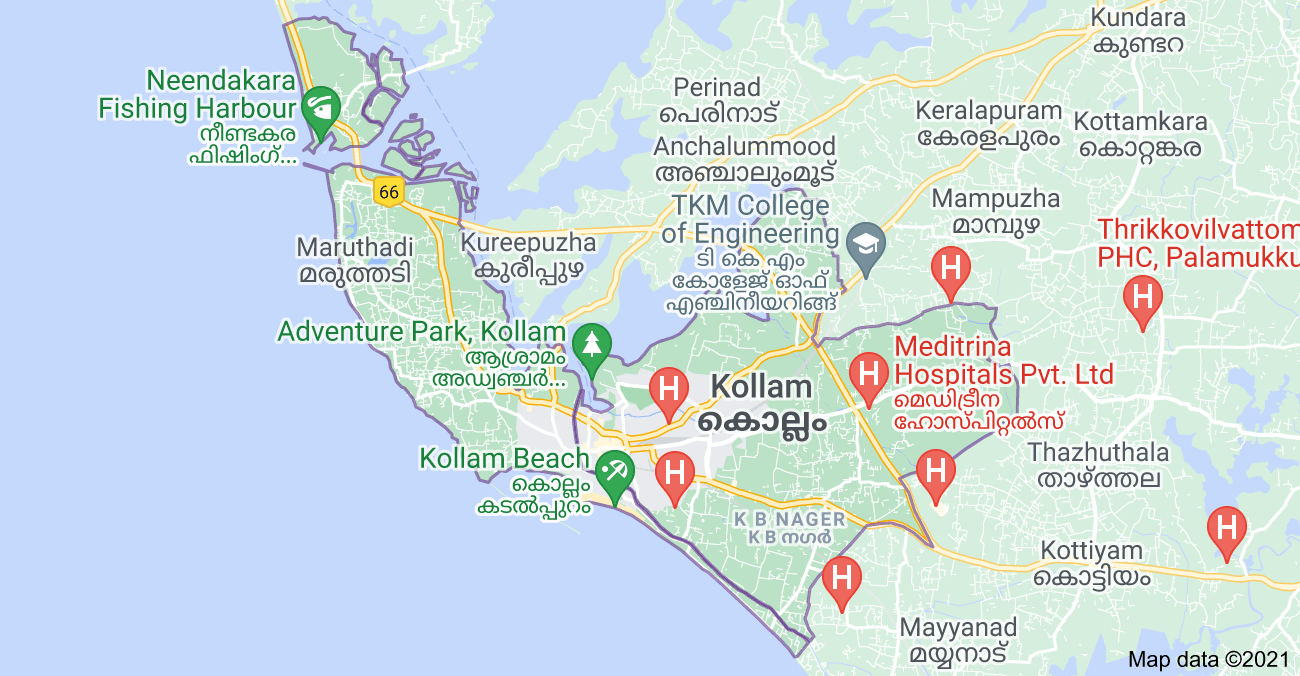 Kundara
കുണ്ടറ
Neendakara
Fishing Harbour
നീണ്ടകര
ഫിഷിംഗ്...
Perinad
പെരിനാട്
Keralapuram
കേരളപുരം
Kottamkara
കൊറ്റങ്കര
Anchalummood
അഞ്ചാലുംമൂട്
66
TKM College
of Engineering
ടി കെ എം
കോളേജ് ഓഫ്
എഞ്ചിനീയറിങ്ങ്
Mampuzha
മാമ്പുഴ
Thrikkovilvattom
PHC, Palamukku
H
H
Maruthadi
മരുത്തടി
Kureepuzha
കുരീപ്പുഴ
Adventure Park, Kollam
ആശ്രാമം
അഡ്വഞ്ചർ...
Meditrina
Hospitals Pvt. Ltd
മെഡിട്രീന
ഹോസ്പിറ്റൽസ്
H
H
Kollam
കൊല്ലം
Kollam Beach
കൊല്ലം
കടൽപ്പുറം
H
H
Thazhuthala
താഴ്ത്തല
K B NAGER
K B നഗർ
H
Kottiyam
കൊട്ടിയം
H
Mayyanad
മയ്യനാട്
Map data ©2021